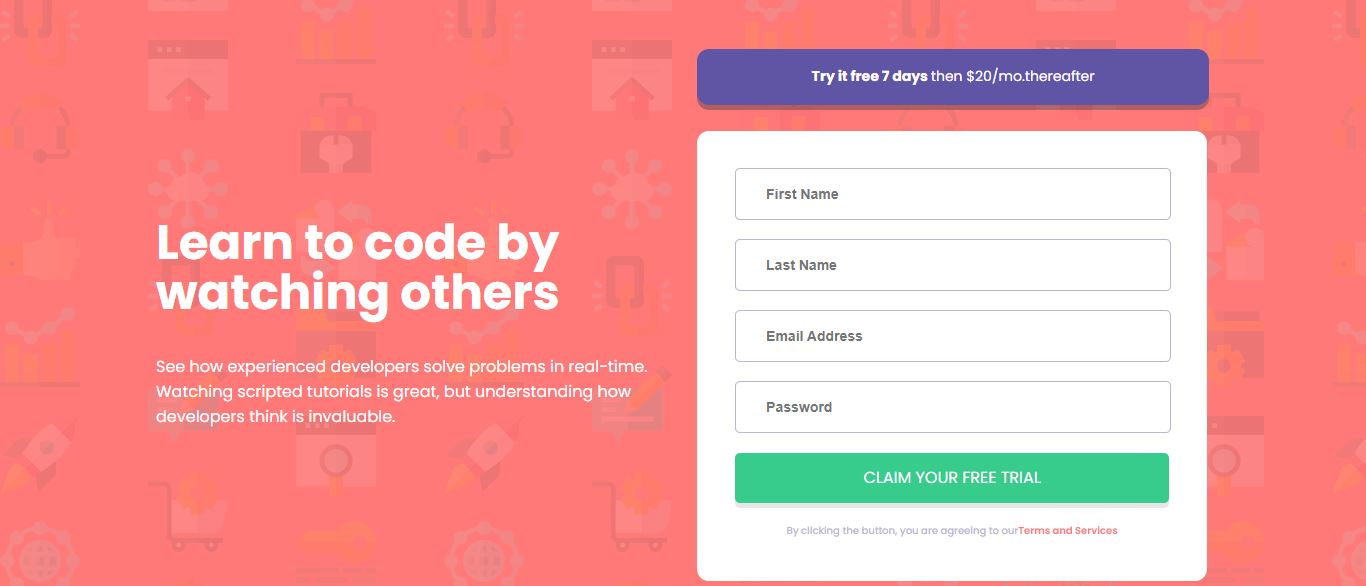 Learn to code by
watching others
See how experienced developers solve problems in real-time.
Watching scripted tutorials is great, but understanding how
developers think is invaluable.
Try it free 7 days then $20/mo.thereafter
First Name
Last Name
Email Address
Password
CLAIM YOUR FREE TRIAL
By clicking the button, you are agreeing to ourTerms and Services